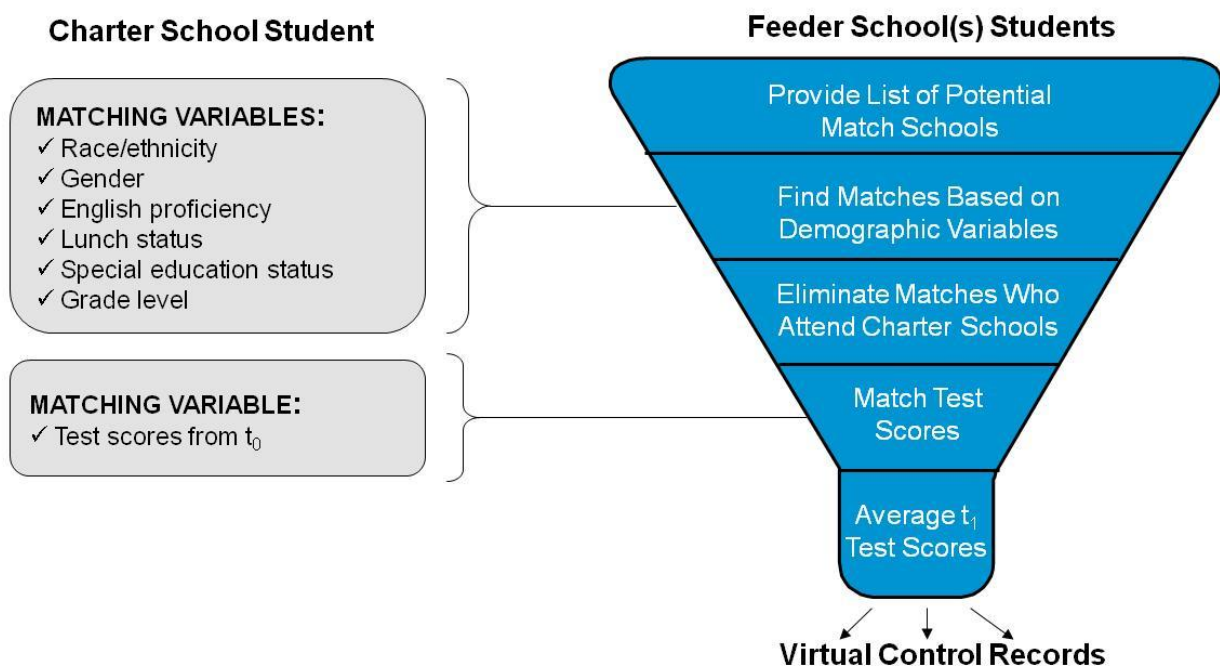 Charter School Student
MATCHING VARIABLES:
✓ Race/ethnicity
✓ Gender
✓ English proficiency
✓ Lunch status
✓ Special education status
✓ Grade level
MATCHING VARIABLE:
✓ Test scores from t₀
Feeder School(s) Students
Provide List of Potential
Match Schools
Find Matches Based on
Demographic Variables
Eliminate Matches Who
Attend Charter Schools
Match Test
Scores
Average t₁
Test Scores
Virtual Control Records